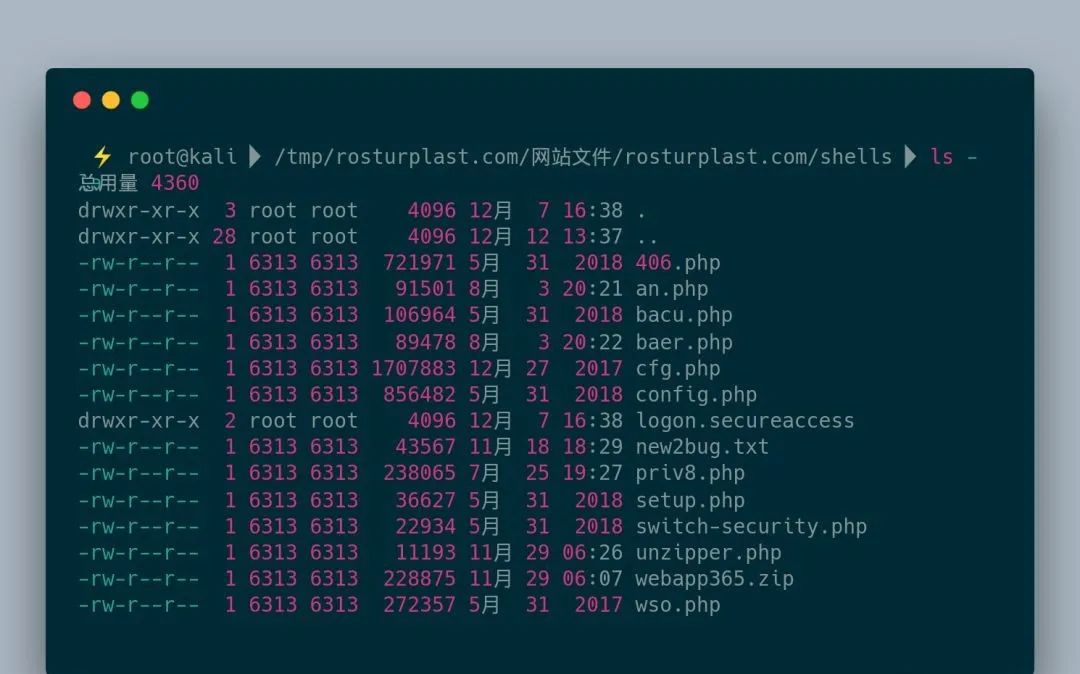 root@kali /tmp/rosturplast.com/网站文件/rosturplast.com/shells ls -
总用量 4360
drwxr-xr-x 3 root root 4096 12月 7 16:38 .
drwxr-xr-x 28 root root 4096 12月 12 13:37 ..
-rw-r--r-- 1 6313 6313 721971 5月 31 2018 406.php
-rw-r--r-- 1 6313 6313 91501 8月 3 20:21 an.php
-rw-r--r-- 1 6313 6313 106964 5月 31 2018 bacu.php
-rw-r--r-- 1 6313 6313 89478 8月 3 20:22 baer.php
-rw-r--r-- 1 6313 6313 1707883 12月 27 2017 cfg.php
-rw-r--r-- 1 6313 6313 856482 5月 31 2018 config.php
drwxr-xr-x 2 root root 4096 12月 7 16:38 logon.secureaccess
-rw-r--r-- 1 6313 6313 43567 11月 18 18:29 new2bug.txt
-rw-r--r-- 1 6313 6313 238065 7月 25 19:27 priv8.php
-rw-r--r-- 1 6313 6313 36627 5月 31 2018 setup.php
-rw-r--r-- 1 6313 6313 22934 5月 31 2018 switch-security.php
-rw-r--r-- 1 6313 6313 11193 11月 29 06:26 unzipper.php
-rw-r--r-- 1 6313 6313 228875 11月 29 06:07 webapp365.zip
-rw-r--r-- 1 6313 6313 272357 5月 31 2017 wso.php